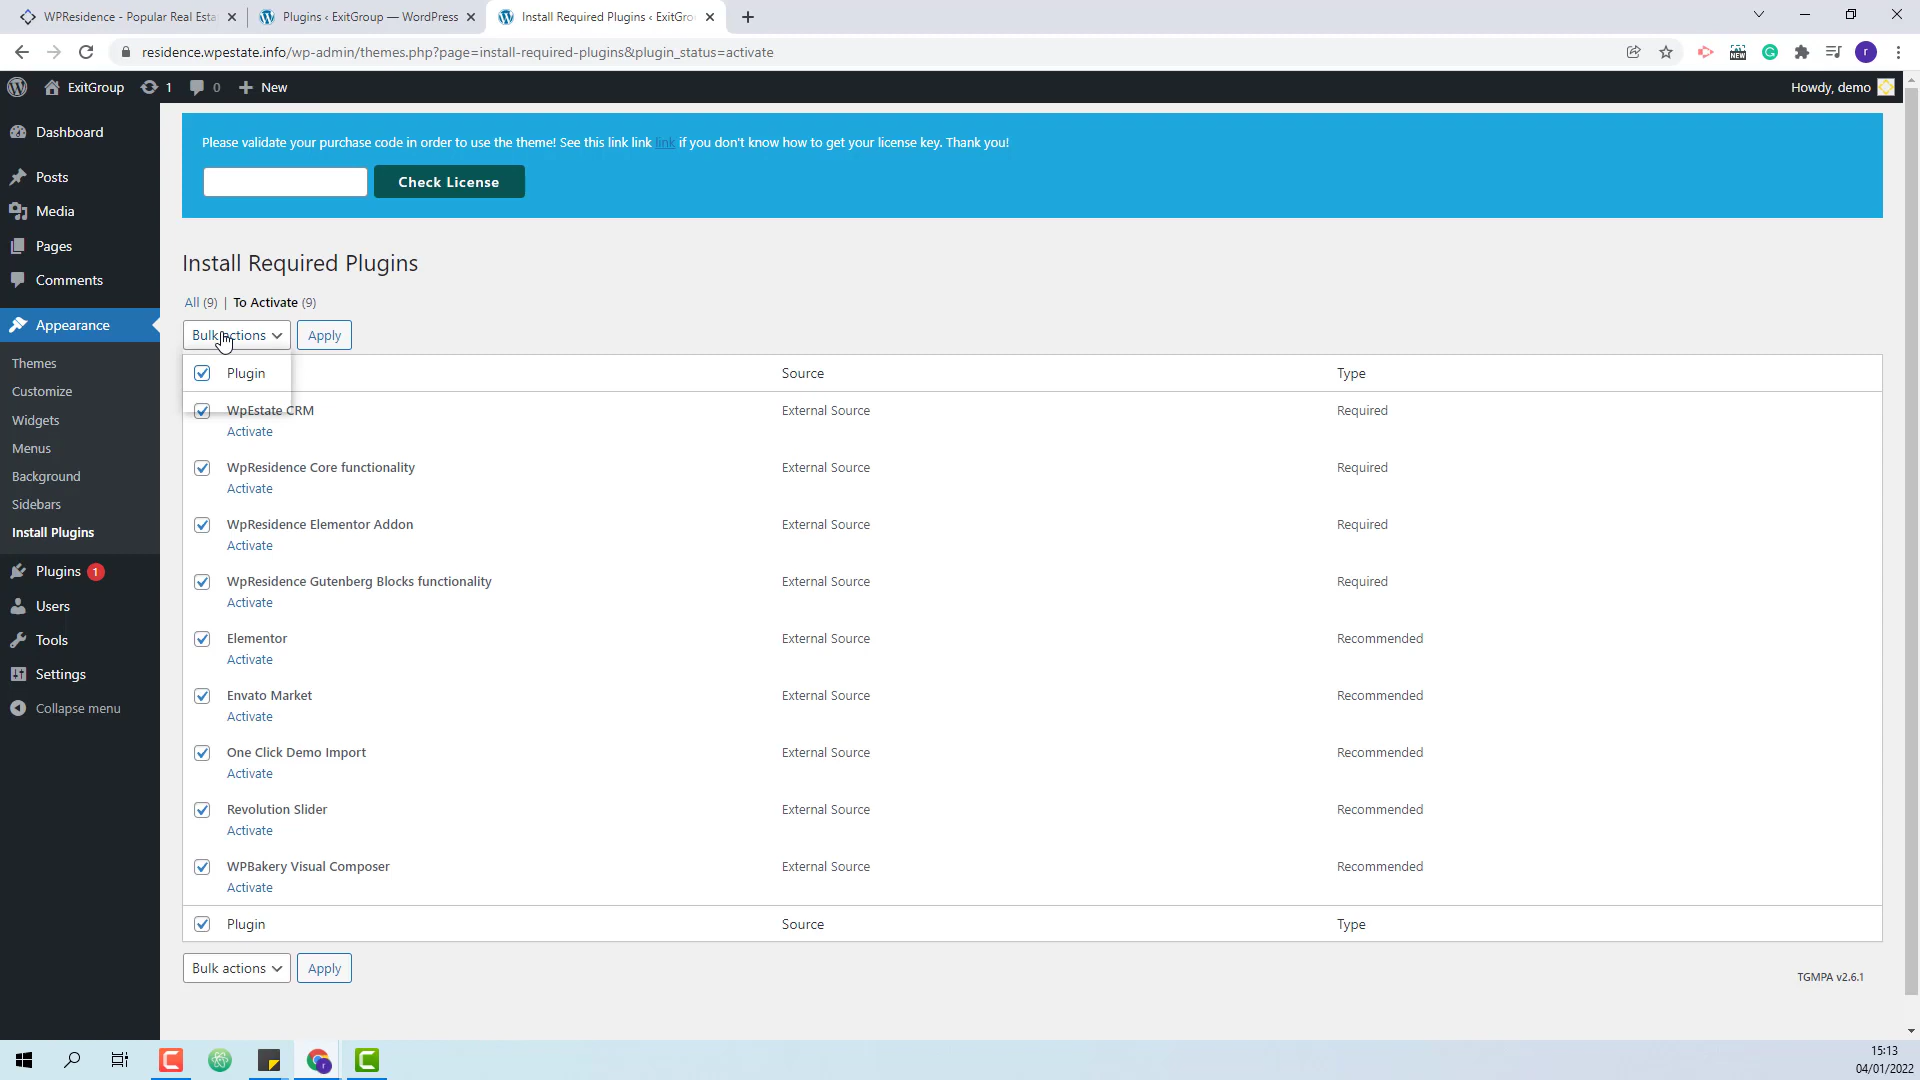 WPResidence - Popular Real Esta
Plugins ‹ ExitGroup — WordPress
Install Required Plugins ‹ ExitGro
residence.wpestate.info/wp-admin/themes.php?page=install-required-plugins&plugin_status=activate
NEW
r
ExitGroup
1
0
New
Howdy, demo
Dashboard
Posts
Media
Pages
Comments
Appearance
Themes
Customize
Widgets
Menus
Background
Sidebars
Install Plugins
Plugins 1
Users
Tools
Settings
Collapse menu
Please validate your purchase code in order to use the theme! See this link link link if you don't know how to get your license key. Thank you!
Check License
Install Required Plugins
All (9) | To Activate (9)
Bulk actions Apply
Plugin Source Type
WpEstate CRM External Source Required
Activate
WpResidence Core functionality External Source Required
Activate
WpResidence Elementor Addon External Source Required
Activate
WpResidence Gutenberg Blocks functionality External Source Required
Activate
Elementor External Source Recommended
Activate
Envato Market External Source Recommended
Activate
One Click Demo Import External Source Recommended
Activate
Revolution Slider External Source Recommended
Activate
WPBakery Visual Composer External Source Recommended
Activate
Plugin Source Type
Bulk actions Apply
TGMPA v2.6.1
15:13
04/01/2022